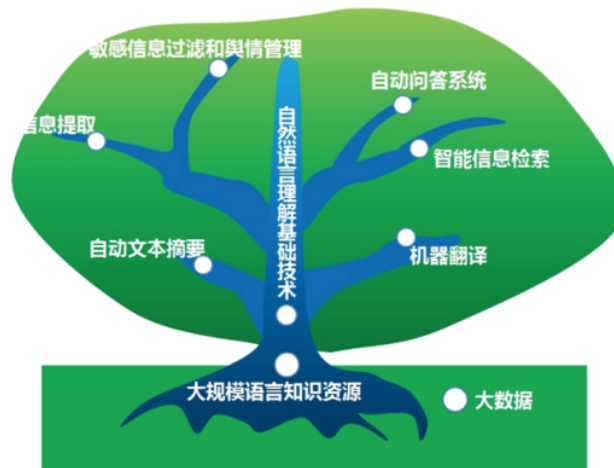 敏感信息过滤和舆情管理
自动问答系统
信息提取
智能信息检索
自然语言理解基础技术
自动文本摘要
机器翻译
大规模语言知识资源
大数据